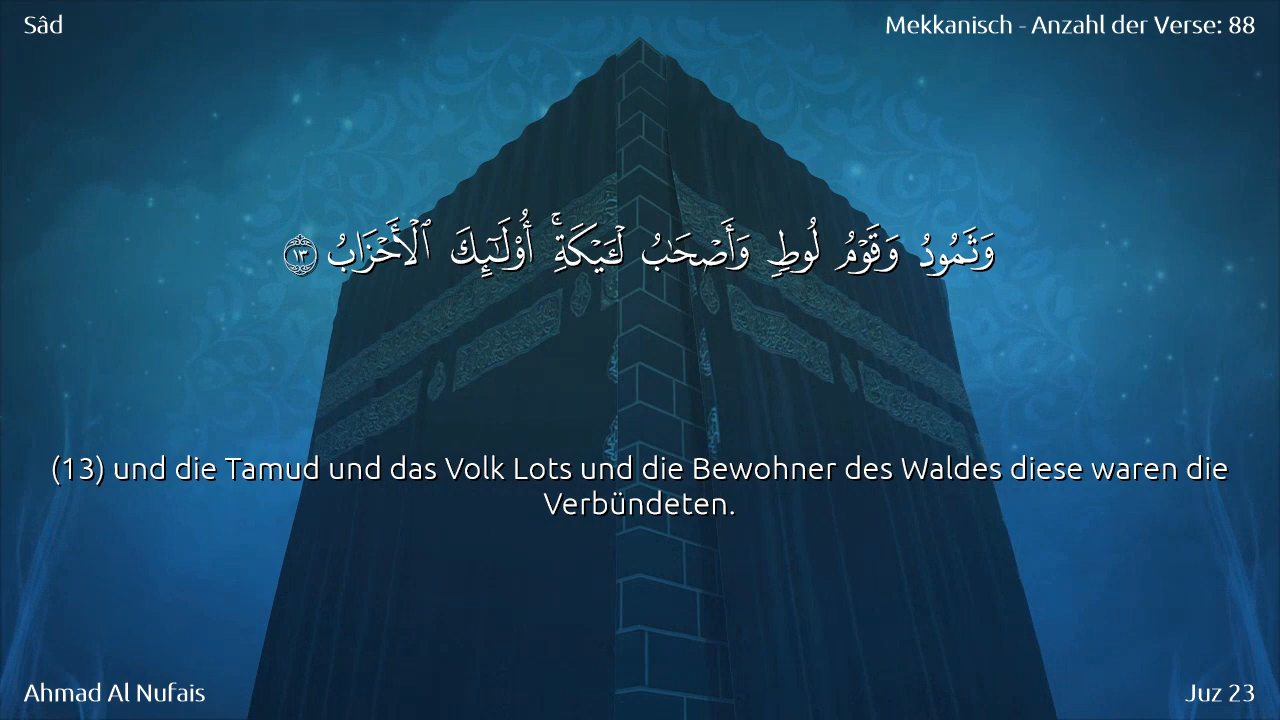 Sâd
Mekkanisch - Anzahl der Verse: 88
وَثَمُودُ وَقَوْمُ لُوطٍ وَأَصْحَٰبُ لْـَٔيْكَةِ ۚ أُو۟لَٰٓئِكَ ٱلْأَحْزَابُ ١٣
(13) und die Tamud und das Volk Lots und die Bewohner des Waldes diese waren die
Verbündeten.
Ahmad Al Nufais
Juz 23